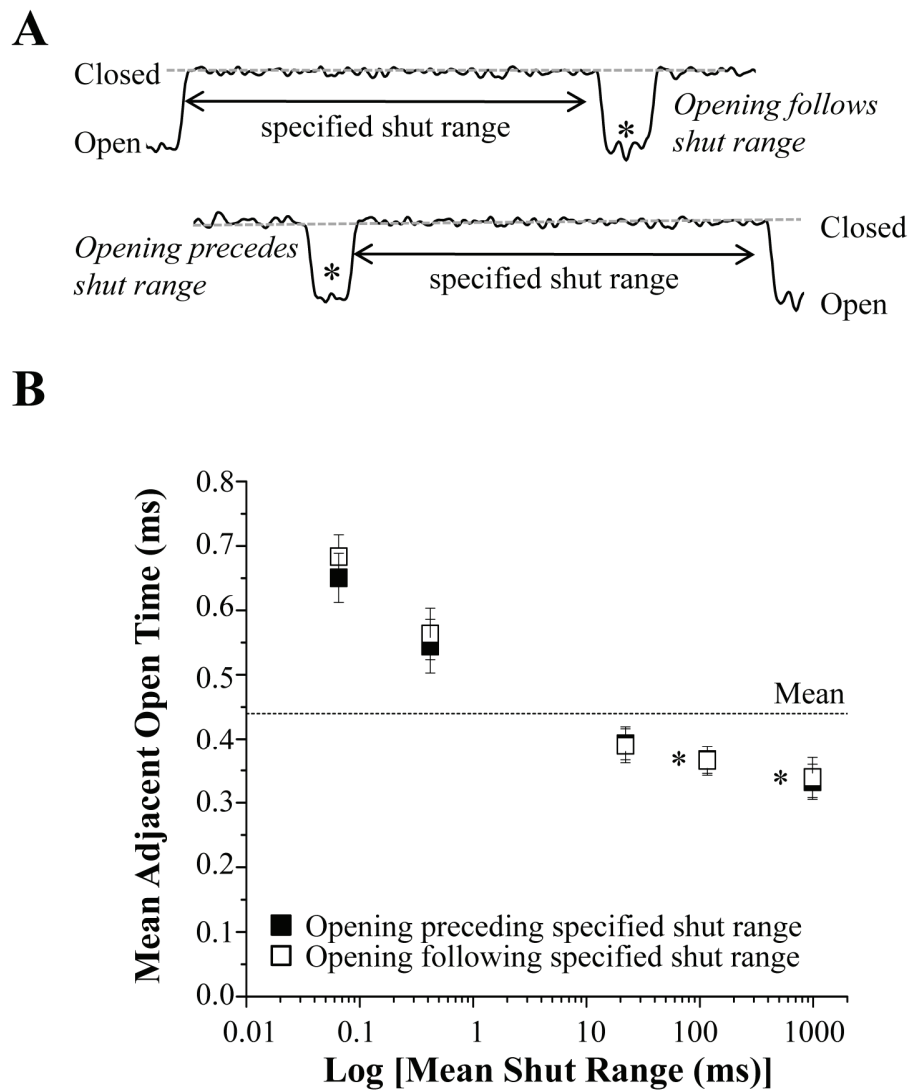 A
Closed
Open
specified shut range
*
Opening follows
shut range
Opening precedes
shut range
*
specified shut range
Closed
Open
B
Mean Adjacent Open Time (ms)
0.8
0.7
0.6
0.5
0.4
0.3
0.2
0.1
0.0
Mean
*
*
Opening preceding specified shut range
Opening following specified shut range
0.01 0.1 1 10 100 1000
Log [Mean Shut Range (ms)]